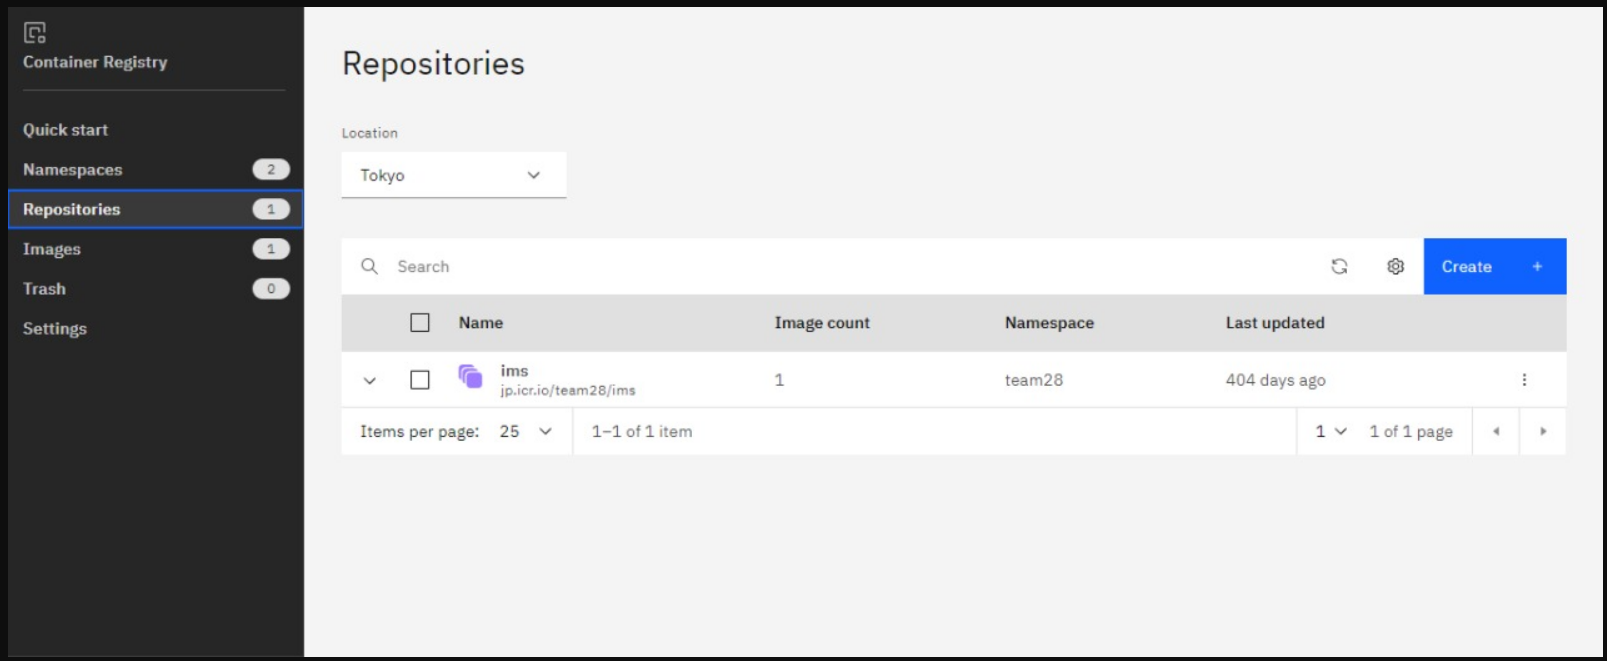 Container Registry
Quick start
Namespaces 2
Repositories 1
Images 1
Trash 0
Settings
Repositories
Location
Tokyo
Search
Create +
Name Image count Namespace Last updated
ims
jp.icr.io/team28/ims
1 team28 404 days ago
Items per page: 25 1–1 of 1 item 1 1 of 1 page